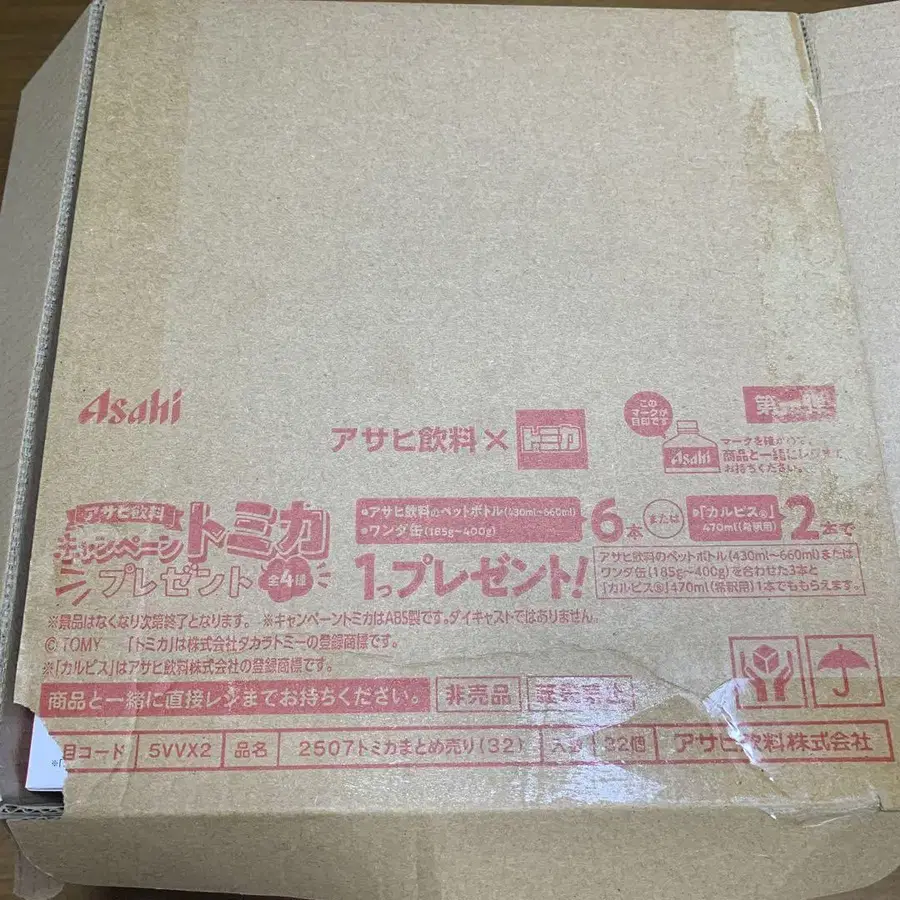 Asahi
アサヒ飲料×トミカ
このマークが目印です
Asahi
商品と一緒にレジまで
お持ちください。
アサヒ飲料
キャンペーン
トミカ
プレゼント
全4種
●アサヒ飲料のペットボトル(430ml~660ml)
●ワンダ缶(185g~400g)
6本
または
●「カルピス®」
470ml(希釈用)
2本で
1つプレゼント!
アサヒ飲料のペットボトル(430ml~660ml)または
ワンダ缶(185g~400g)を合わせた3本と
「カルピス®」470ml(希釈用)1本でももらえます。
※景品はなくなり次第終了となります。 ※キャンペーントミカはABS製です。ダイキャストではありません。
© TOMY 「トミカ」は株式会社タカラトミーの登録商標です。
※「カルピス」はアサヒ飲料株式会社の登録商標です。
商品と一緒に直接レジまでお持ちください。
非売品
目コード 5VVX2 品名 2507トミカまとめ売り(32) 入数 32個 アサヒ飲料株式会社